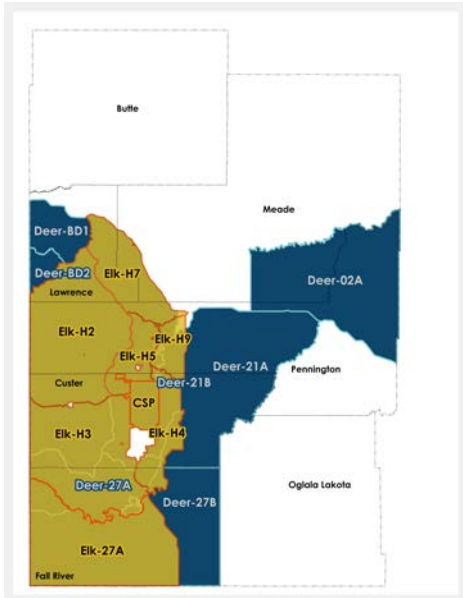 Butte
Meade
Deer-BD1
Deer-BD2
Elk-H7
Deer-02A
Lawrence
Elk-H2
Elk-H9
Elk-H5
Deer-21A
Pennington
Custer
Deer-21B
CSP
Elk-H3
Elk-H4
Deer-27A
Oglala Lakota
Deer-27B
Elk-27A
Fall River